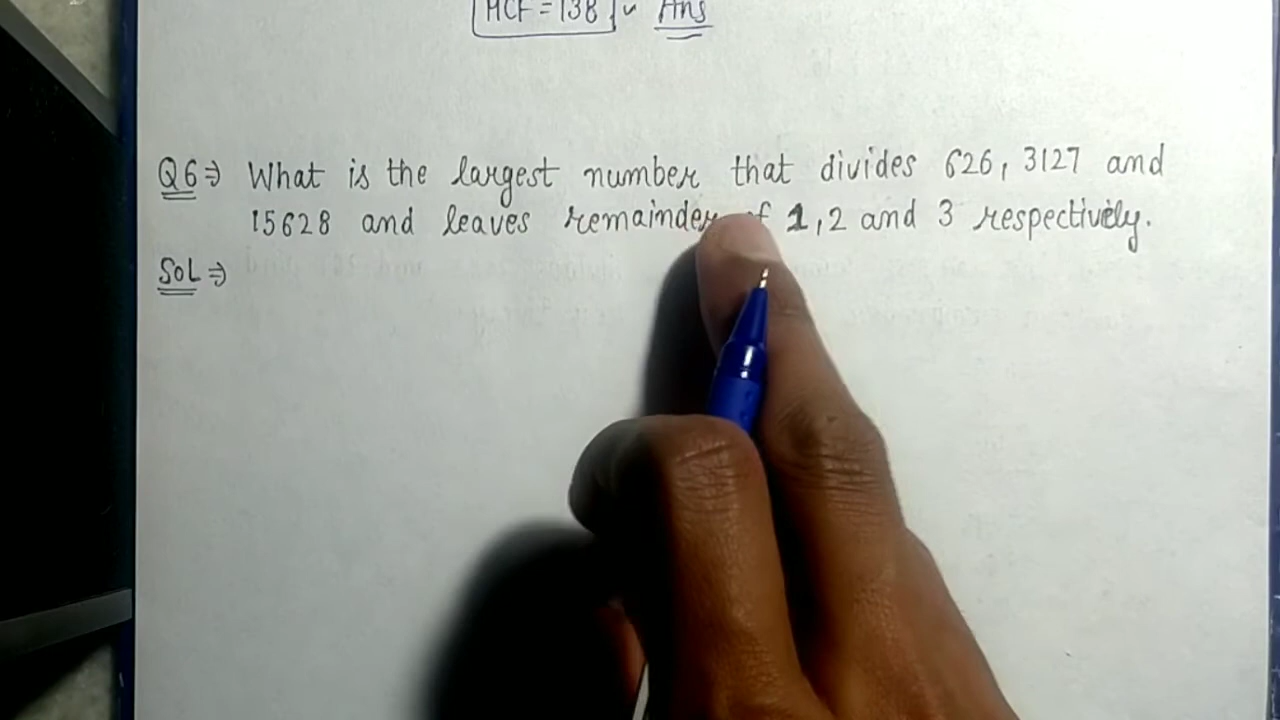 HCF = 138 Ans
Q6⇒ What is the largest number that divides 626, 3127 and
15628 and leaves remainder of 1, 2 and 3 respectively.
SOL⇒